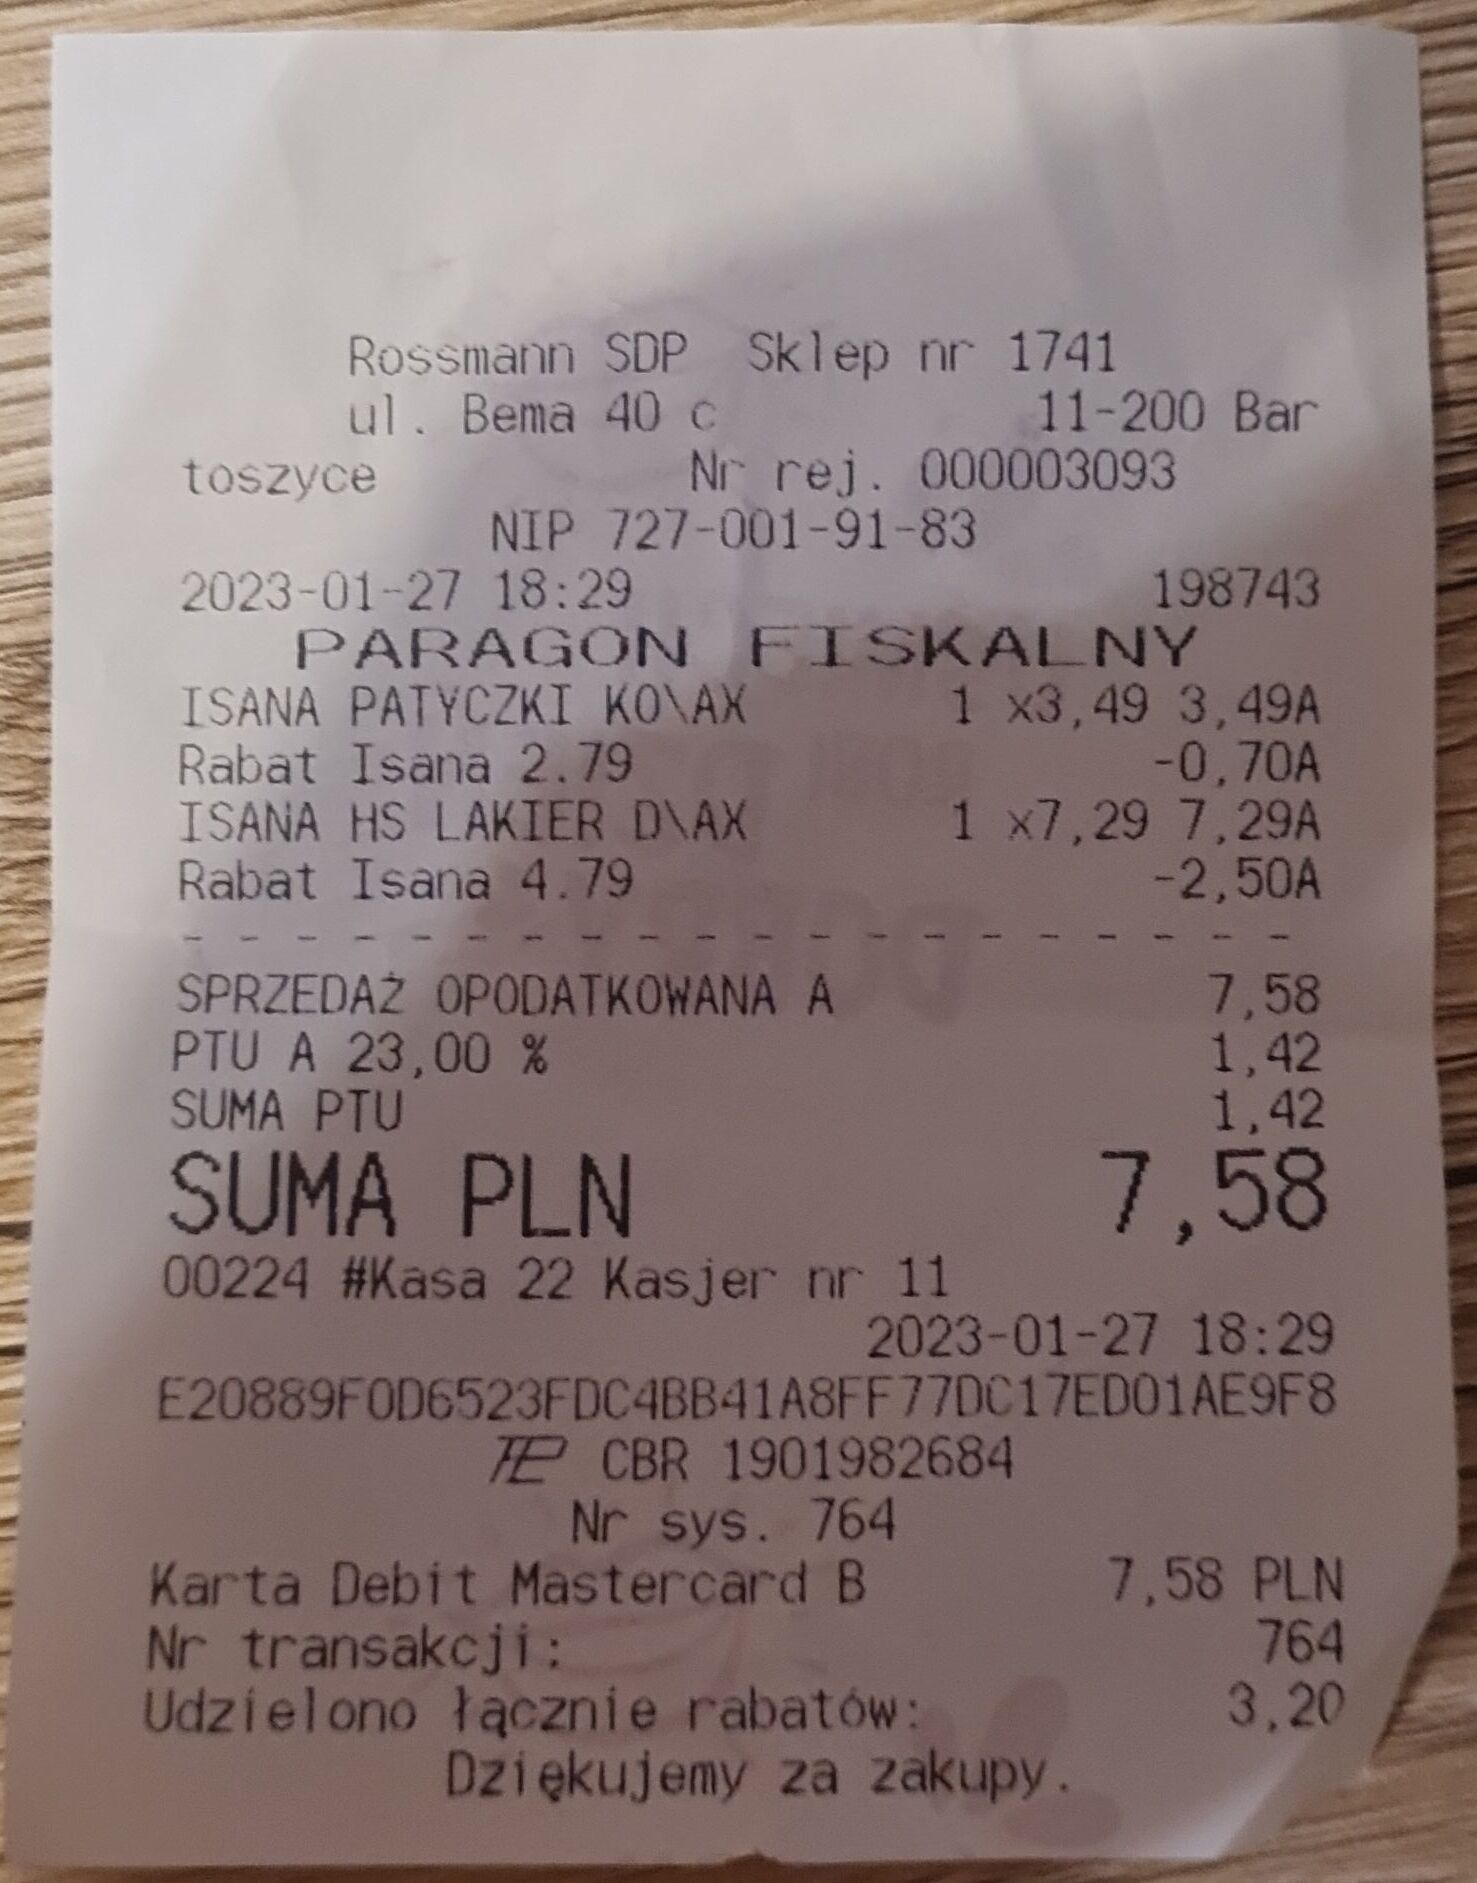 Rossmann SDP Sklep nr 1741
ul. Bema 40 c 11-200 Bar
toszyce Nr rej. 000003093
NIP 727-001-91-83
2023-01-27 18:29 198743
PARAGON FISKALNY
ISANA PATYCZKI KO\AX 1 x3,49 3,49A
Rabat Isana 2.79 -0,70A
ISANA HS LAKIER D\AX 1 x7,29 7,29A
Rabat Isana 4.79 -2,50A
- - - - - - - - - - - - - - - - - - - -
SPRZEDAŻ OPODATKOWANA A 7,58
PTU A 23,00 % 1,42
SUMA PTU 1,42
SUMA PLN 7,58
00224 #Kasa 22 Kasjer nr 11
2023-01-27 18:29
E20889F0D6523FDC4BB41A8FF77DC17ED01AE9F8
CBR 1901982684
Nr sys. 764
Karta Debit Mastercard B 7,58 PLN
Nr transakcji: 764
Udzielono łącznie rabatów: 3,20
Dziękujemy za zakupy.